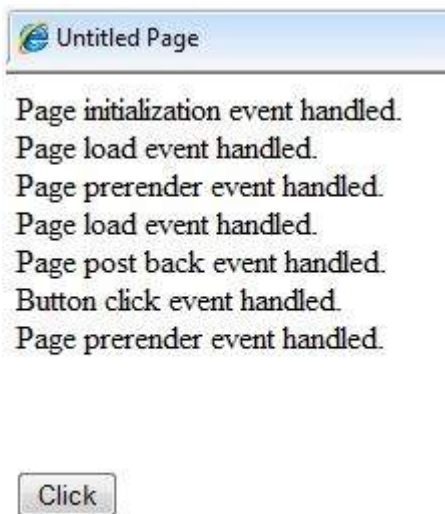 Untitled Page
Page initialization event handled.
Page load event handled.
Page prerender event handled.
Page load event handled.
Page post back event handled.
Button click event handled.
Page prerender event handled.
Click